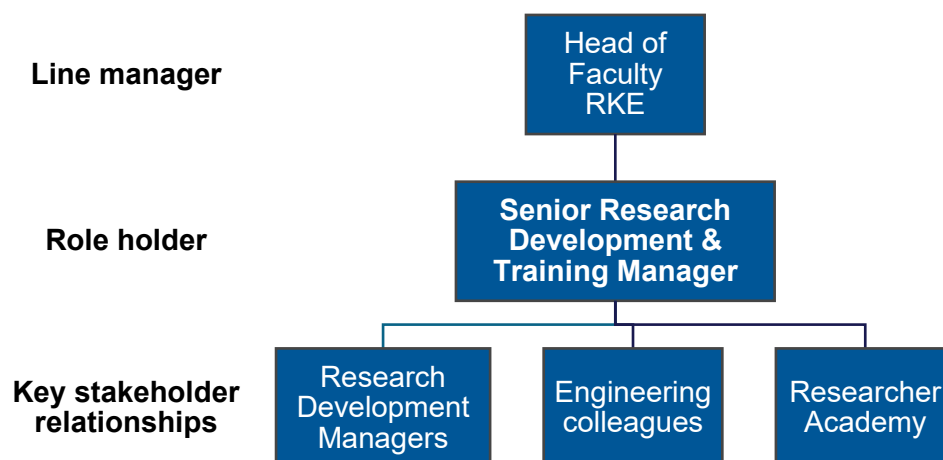 Line manager
Head of
Faculty
RKE
Role holder
Senior Research
Development &
Training Manager
Key stakeholder
relationships
Research
Development
Managers
Engineering
colleagues
Researcher
Academy